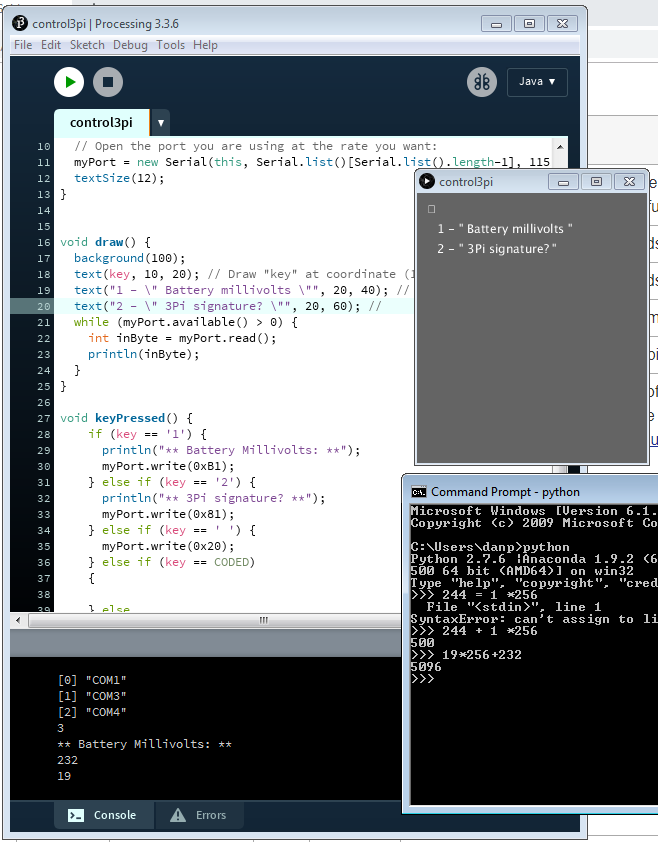 control3pi | Processing 3.3.6
File Edit Sketch Debug Tools Help
Java ▾
control3pi ▼
10 // Open the port you are using at the rate you want:
11 myPort = new Serial(this, Serial.list()[Serial.list().length-1], 115
12 textSize(12);
13 }
14
15
16 void draw() {
17 background(100);
18 text(key, 10, 20); // Draw "key" at coordinate (
19 text("1 - \" Battery millivolts \"", 20, 40); //
20 text("2 - \" 3Pi signature? \"", 20, 60); //
21 while (myPort.available() > 0) {
22 int inByte = myPort.read();
23 println(inByte);
24 }
25 }
26
27 void keyPressed() {
28 if (key == '1') {
29 println("** Battery Millivolts: **");
30 myPort.write(0xB1);
31 } else if (key == '2') {
32 println("** 3Pi signature? **");
33 myPort.write(0x81);
34 } else if (key == ' ') {
35 myPort.write(0x20);
36 } else if (key == CODED)
37 {
38
39 } else
[0] "COM1"
[1] "COM3"
[2] "COM4"
3
** Battery Millivolts: **
232
19
Console Errors
control3pi
1 - " Battery millivolts "
2 - " 3Pi signature? "
Command Prompt - python
Microsoft Windows [Version 6.1.
Copyright (c) 2009 Microsoft Co
C:\Users\danp>python
Python 2.7.6 |Anaconda 1.9.2 (6
500 64 bit (AMD64)] on win32
Type "help", "copyright", "cred
>>> 244 = 1 *256
File "<stdin>", line 1
SyntaxError: can't assign to li
>>> 244 + 1 *256
500
>>> 19*256+232
5096
>>>